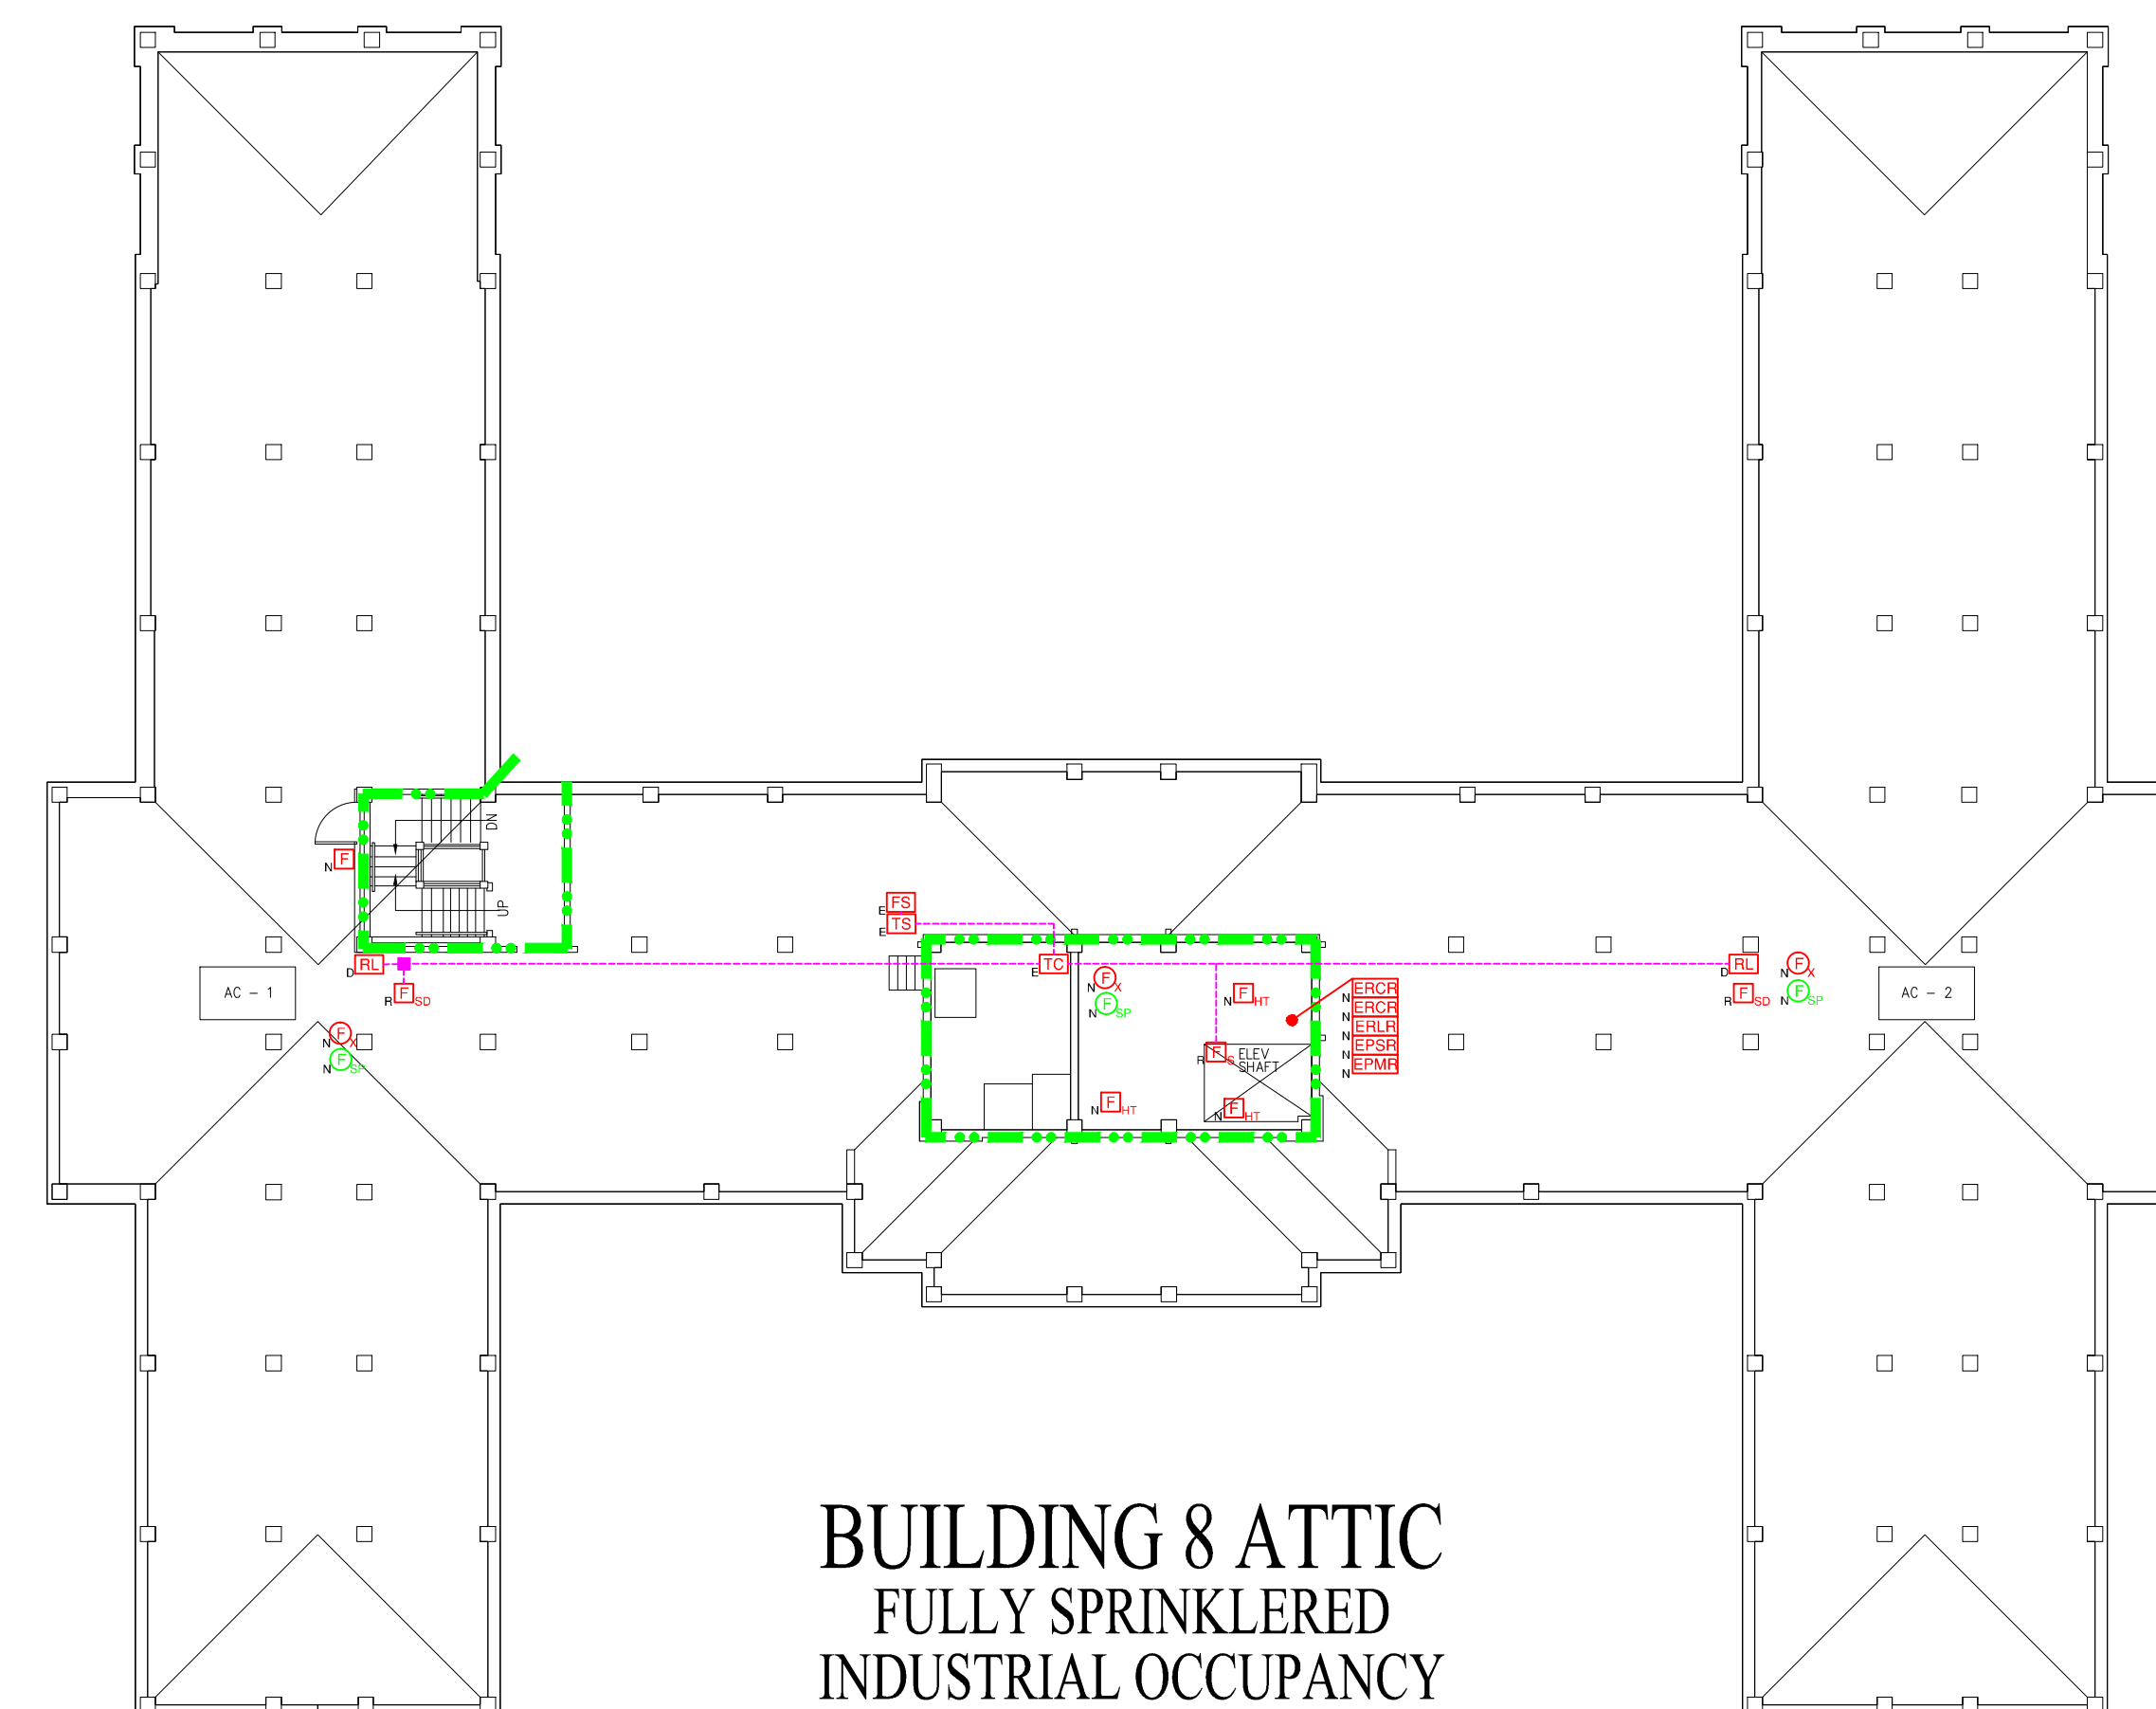 DN
N F
UP
FS
E
TS
E
D RL
R F SD
AC - 1
N F X
N F SP
E TC
N F X
N F SP
N F HT
R F S
ELEV
SHAFT
N F HT
N F HT
N ERCR
N ERCR
N ERLR
N EPSR
N EPMR
D RL
R F SD
N F X
N F SP
AC - 2
BUILDING 8 ATTIC
FULLY SPRINKLERED
INDUSTRIAL OCCUPANCY